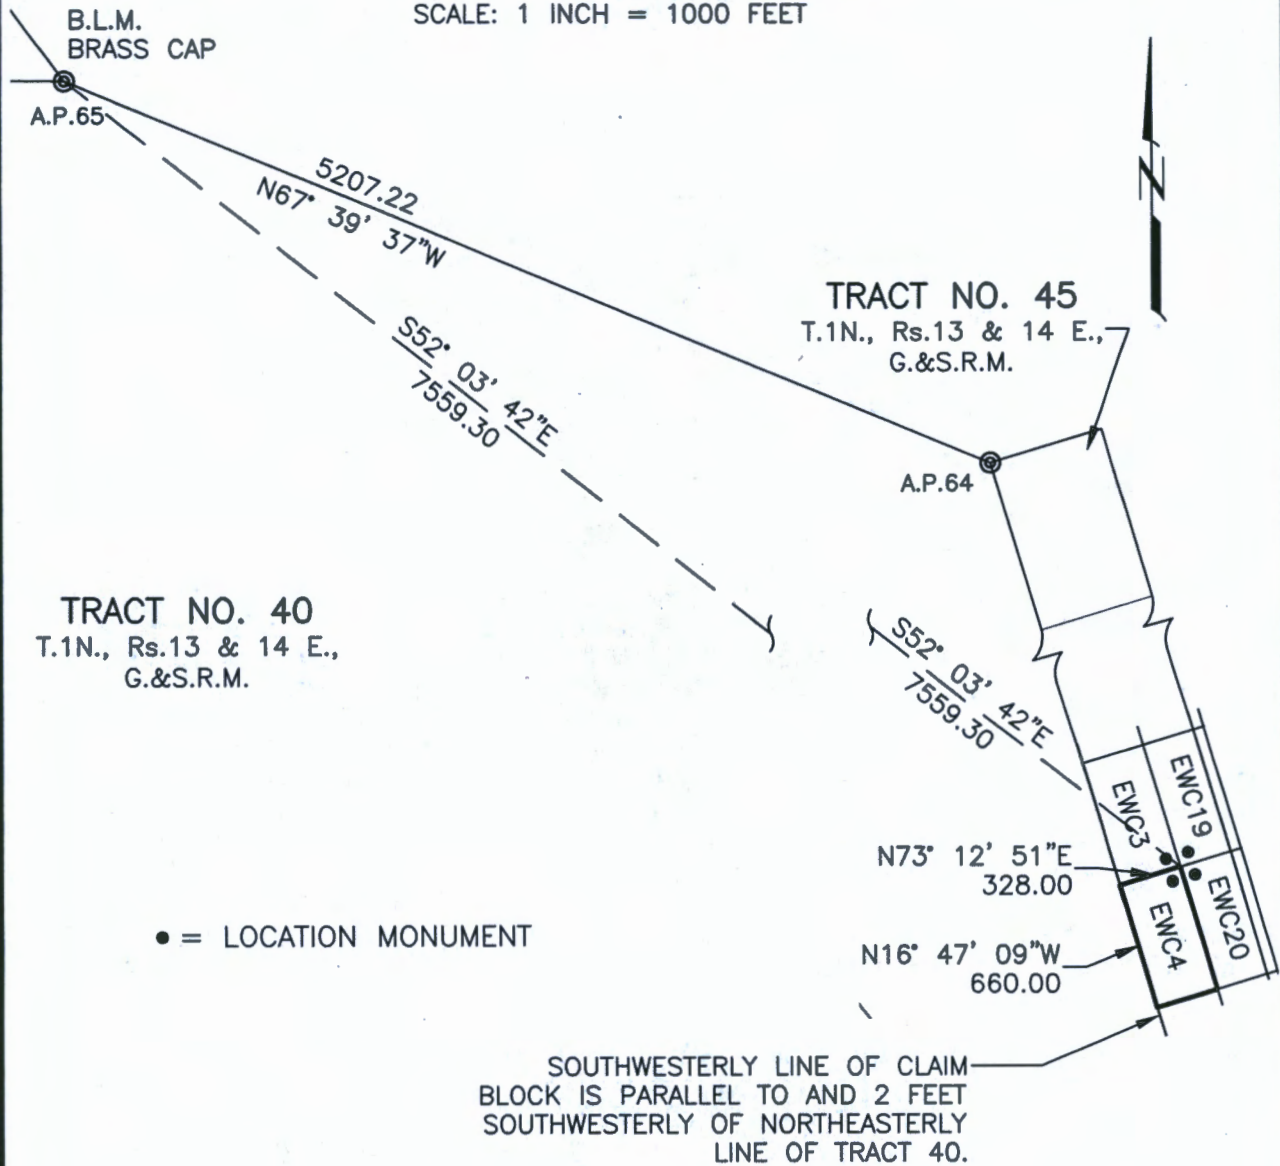 SCALE: 1 INCH = 1000 FEET
B.L.M.
BRASS CAP
A.P.65
5207.22
N67° 39' 37"W
N
TRACT NO. 45
T.1N., Rs.13 & 14 E.,
G.&S.R.M.
S52° 03' 42"E
7559.30
A.P.64
TRACT NO. 40
T.1N., Rs.13 & 14 E.,
G.&S.R.M.
S52° 03' 42"E
7559.30
EWC3
EWC19
N73° 12' 51"E
328.00
EWC4
EWC20
● = LOCATION MONUMENT
N16° 47' 09"W
660.00
SOUTHWESTERLY LINE OF CLAIM
BLOCK IS PARALLEL TO AND 2 FEET
SOUTHWESTERLY OF NORTHEASTERLY
LINE OF TRACT 40.